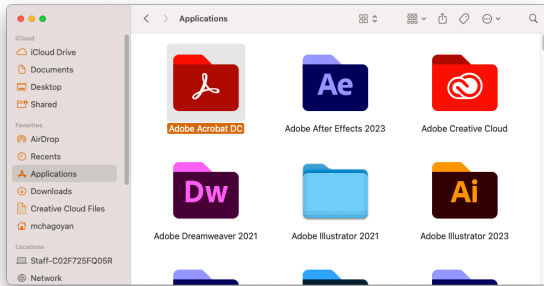 Applications
iCloud
iCloud Drive
Documents
Desktop
Shared
Favorites
AirDrop
Recents
Applications
Downloads
Creative Cloud Files
mchagoyan
Locations
Staff-C02F725FQ05R
Network
Adobe Acrobat DC
Ae
Adobe After Effects 2023
Adobe Creative Cloud
Dw
Adobe Dreamweaver 2021
Adobe Illustrator 2021
Ai
Adobe Illustrator 2023